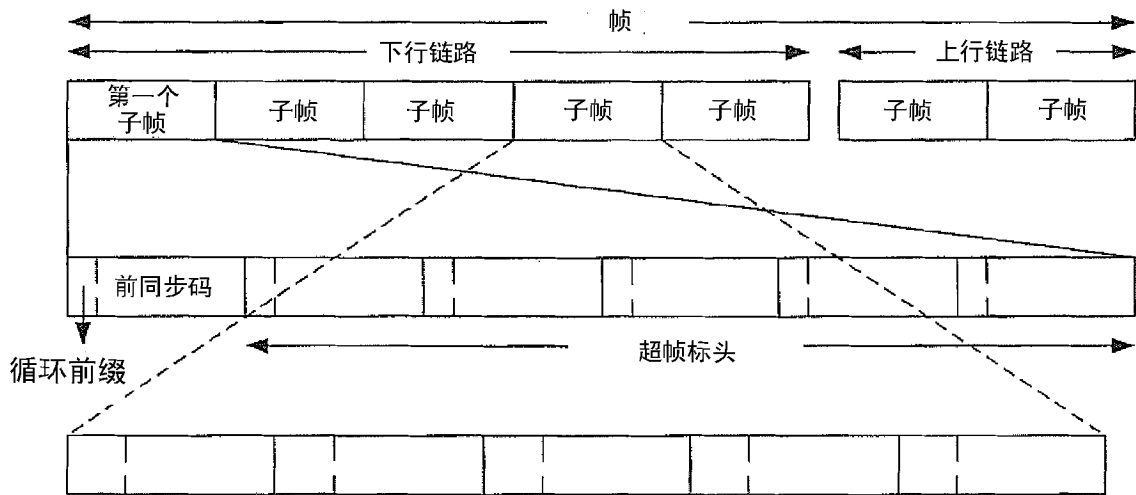 帧
下行链路 上行链路
第一个
子帧 子帧 子帧 子帧 子帧 子帧 子帧
前同步码
循环前缀
超帧标头